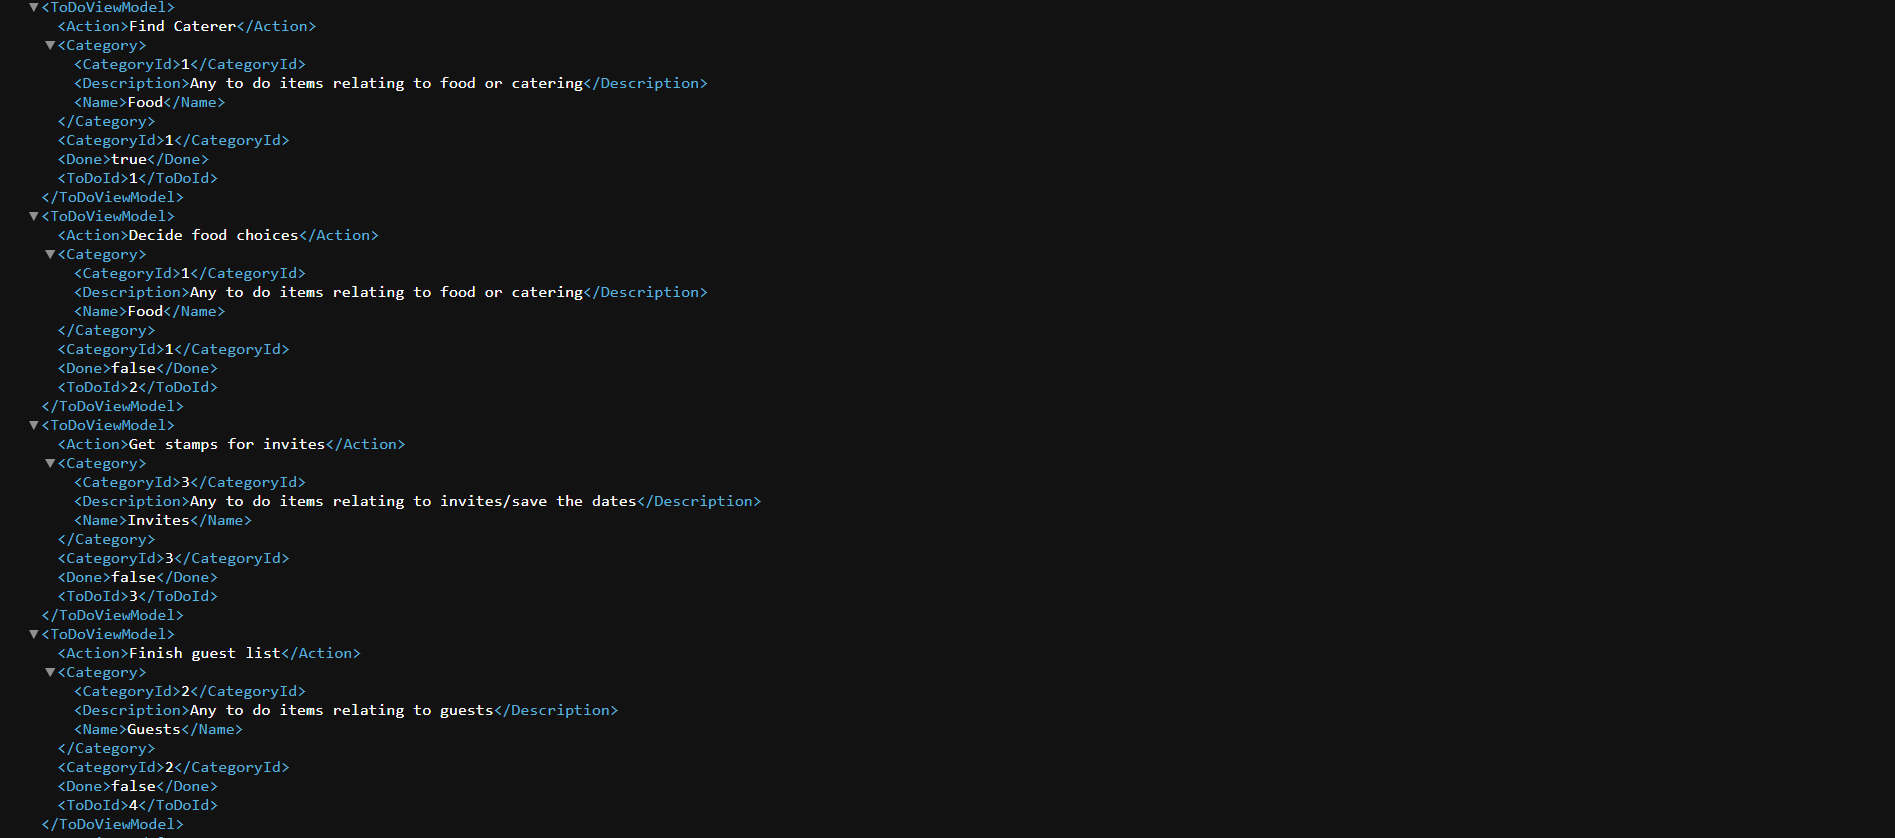 <ToDoViewModel>
<Action>Find Caterer</Action>
<Category>
<CategoryId>1</CategoryId>
<Description>Any to do items relating to food or catering</Description>
<Name>Food</Name>
</Category>
<CategoryId>1</CategoryId>
<Done>true</Done>
<ToDoId>1</ToDoId>
</ToDoViewModel>
<ToDoViewModel>
<Action>Decide food choices</Action>
<Category>
<CategoryId>1</CategoryId>
<Description>Any to do items relating to food or catering</Description>
<Name>Food</Name>
</Category>
<CategoryId>1</CategoryId>
<Done>false</Done>
<ToDoId>2</ToDoId>
</ToDoViewModel>
<ToDoViewModel>
<Action>Get stamps for invites</Action>
<Category>
<CategoryId>3</CategoryId>
<Description>Any to do items relating to invites/save the dates</Description>
<Name>Invites</Name>
</Category>
<CategoryId>3</CategoryId>
<Done>false</Done>
<ToDoId>3</ToDoId>
</ToDoViewModel>
<ToDoViewModel>
<Action>Finish guest list</Action>
<Category>
<CategoryId>2</CategoryId>
<Description>Any to do items relating to guests</Description>
<Name>Guests</Name>
</Category>
<CategoryId>2</CategoryId>
<Done>false</Done>
<ToDoId>4</ToDoId>
</ToDoViewModel>